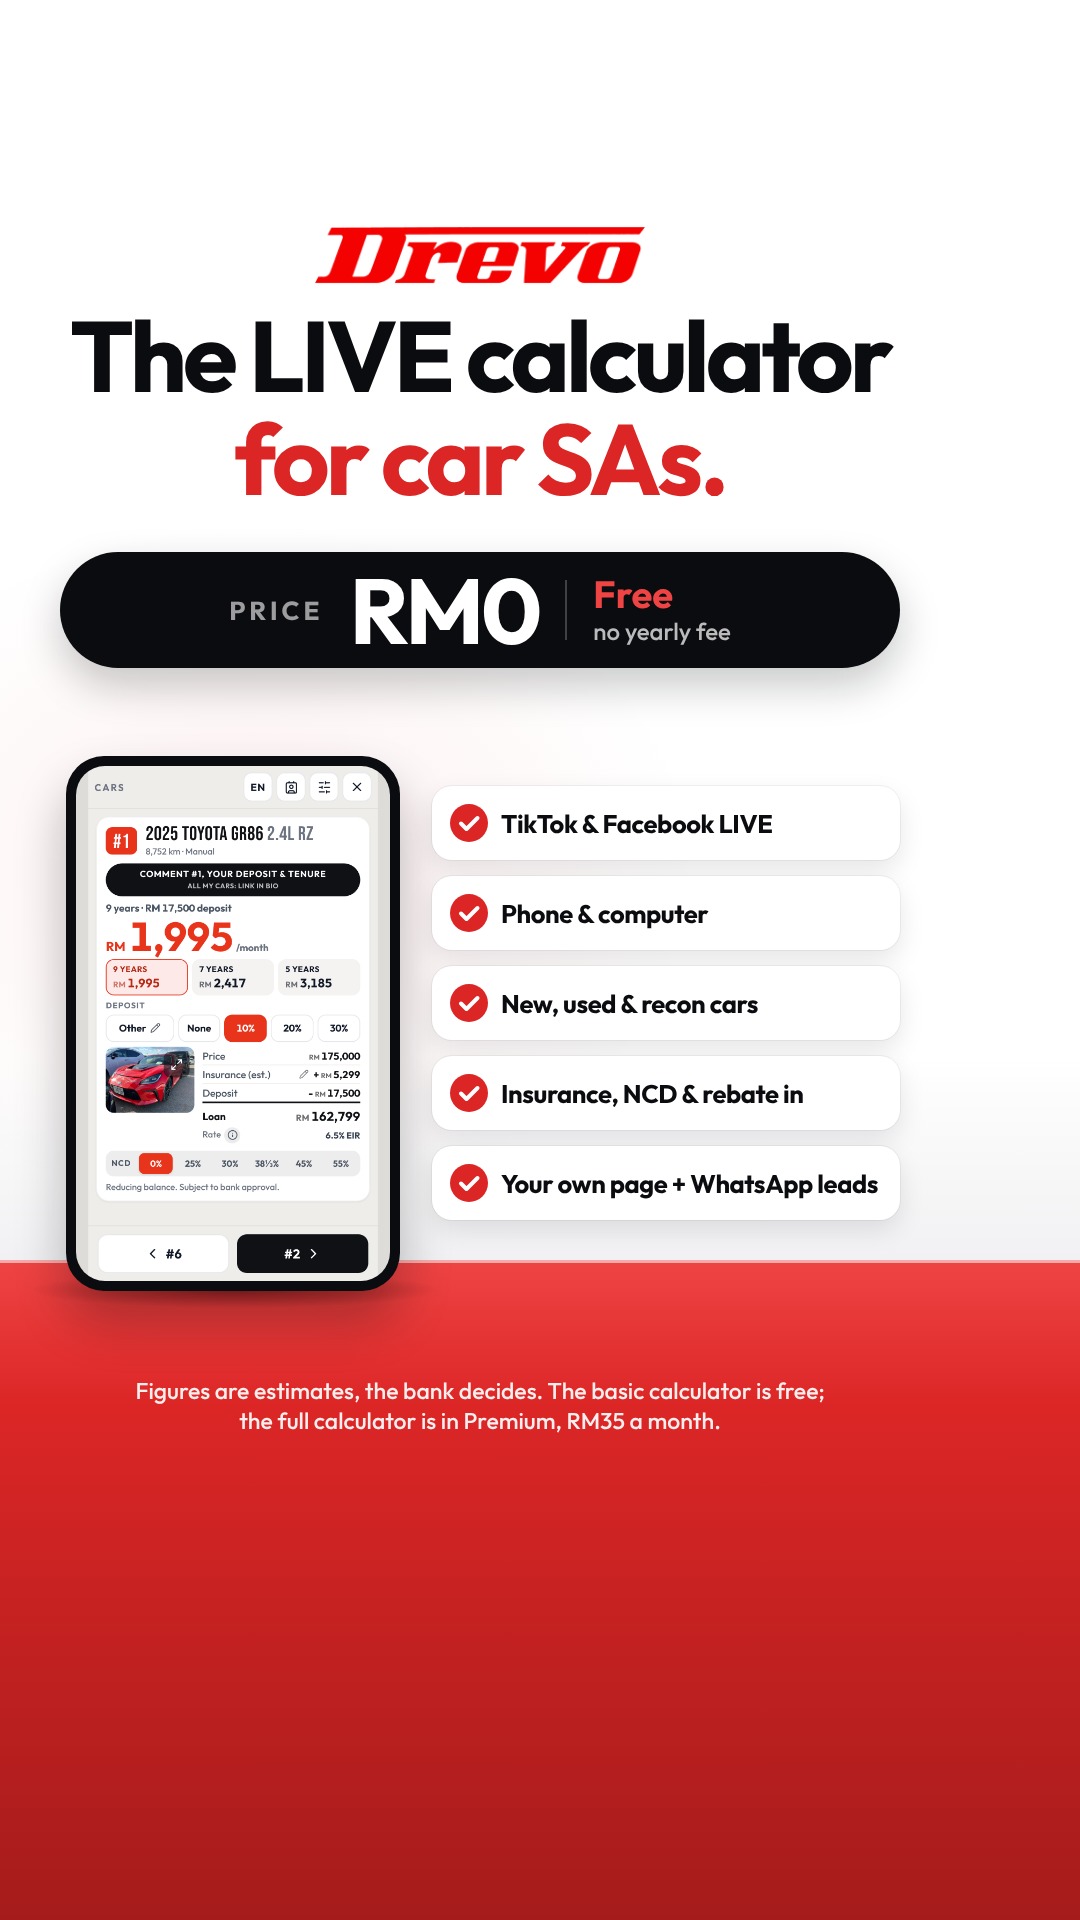 Drevo
The LIVE calculator
for car SAs.
PRICE RM0 Free
no yearly fee
CARS EN
#1 2025 TOYOTA GR86 2.4L RZ
8,752 km · Manual
COMMENT #1, YOUR DEPOSIT & TENURE
ALL MY CARS: LINK IN BIO
9 years · RM 17,500 deposit
RM 1,995 /month
9 YEARS 7 YEARS 5 YEARS
RM 1,995 RM 2,417 RM 3,185
DEPOSIT
Other None 10% 20% 30%
Price RM 175,000
Insurance (est.) + RM 5,299
Deposit - RM 17,500
Loan RM 162,799
Rate 6.5% EIR
NCD 0% 25% 30% 38⅓% 45% 55%
Reducing balance. Subject to bank approval.
#6 #2
TikTok & Facebook LIVE
Phone & computer
New, used & recon cars
Insurance, NCD & rebate in
Your own page + WhatsApp leads
Figures are estimates, the bank decides. The basic calculator is free;
the full calculator is in Premium, RM35 a month.